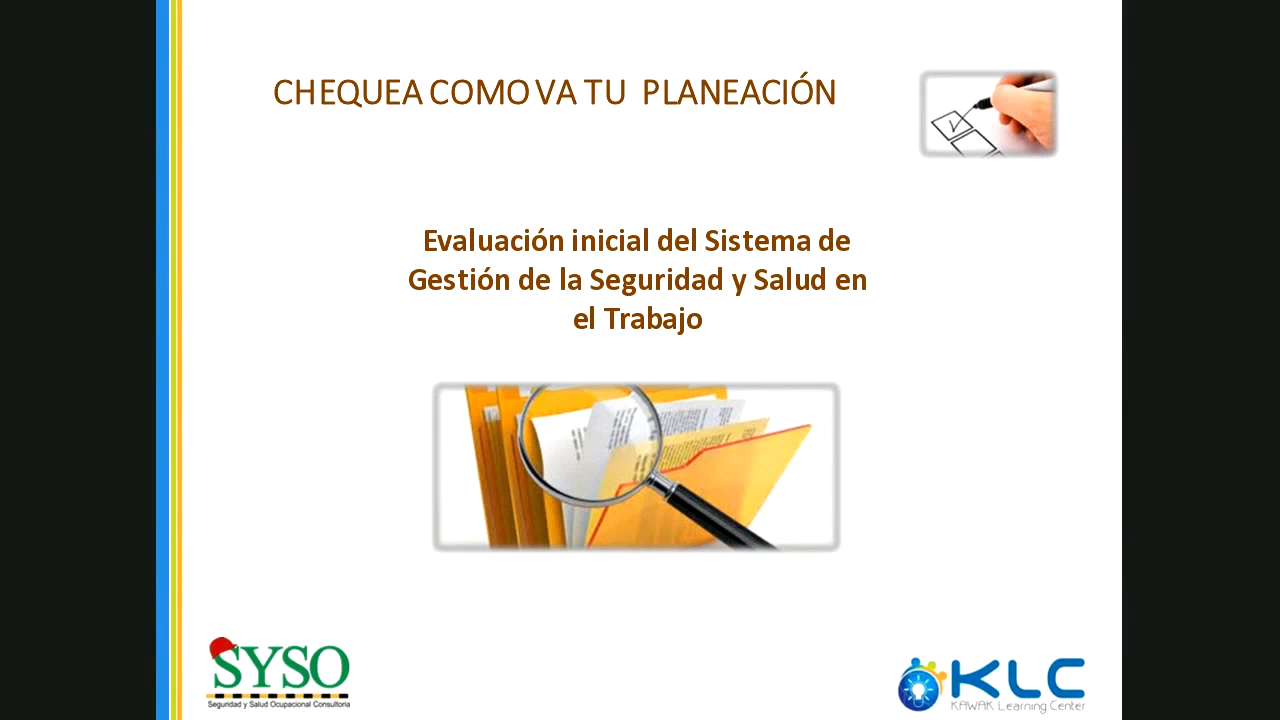 CHEQUEA COMO VA TU PLANEACIÓN
Evaluación inicial del Sistema de
Gestión de la Seguridad y Salud en
el Trabajo
SYSO
Seguridad y Salud Ocupacional Consultoria
KLC
KAWAK Learning Center